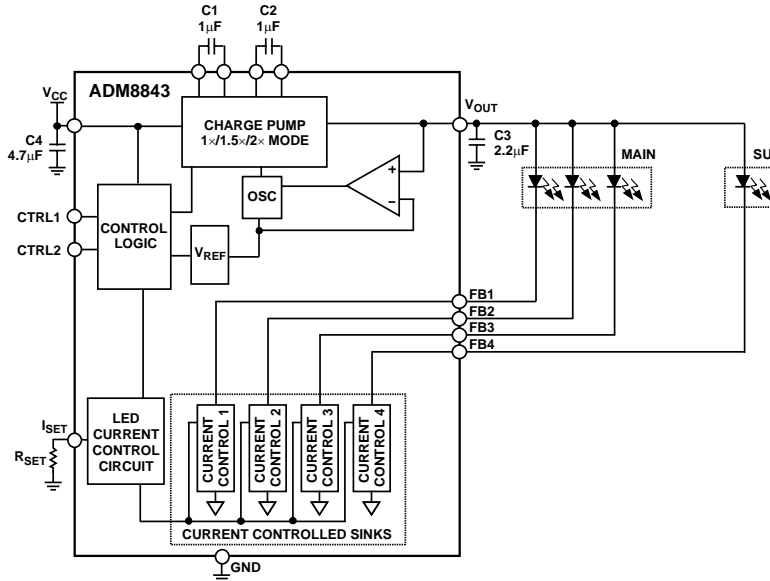 C1
1μF
C2
1μF
ADM8843
VCC
C4
4.7μF
CHARGE PUMP
1×/1.5×/2× MODE
VOUT
C3
2.2μF
MAIN
SU
OSC
+
–
CTRL1
CTRL2
CONTROL
LOGIC
VREF
FB1
FB2
FB3
FB4
ISET
RSET
LED
CURRENT
CONTROL
CIRCUIT
CURRENT
CONTROL 1
CURRENT
CONTROL 2
CURRENT
CONTROL 3
CURRENT
CONTROL 4
CURRENT CONTROLLED SINKS
GND